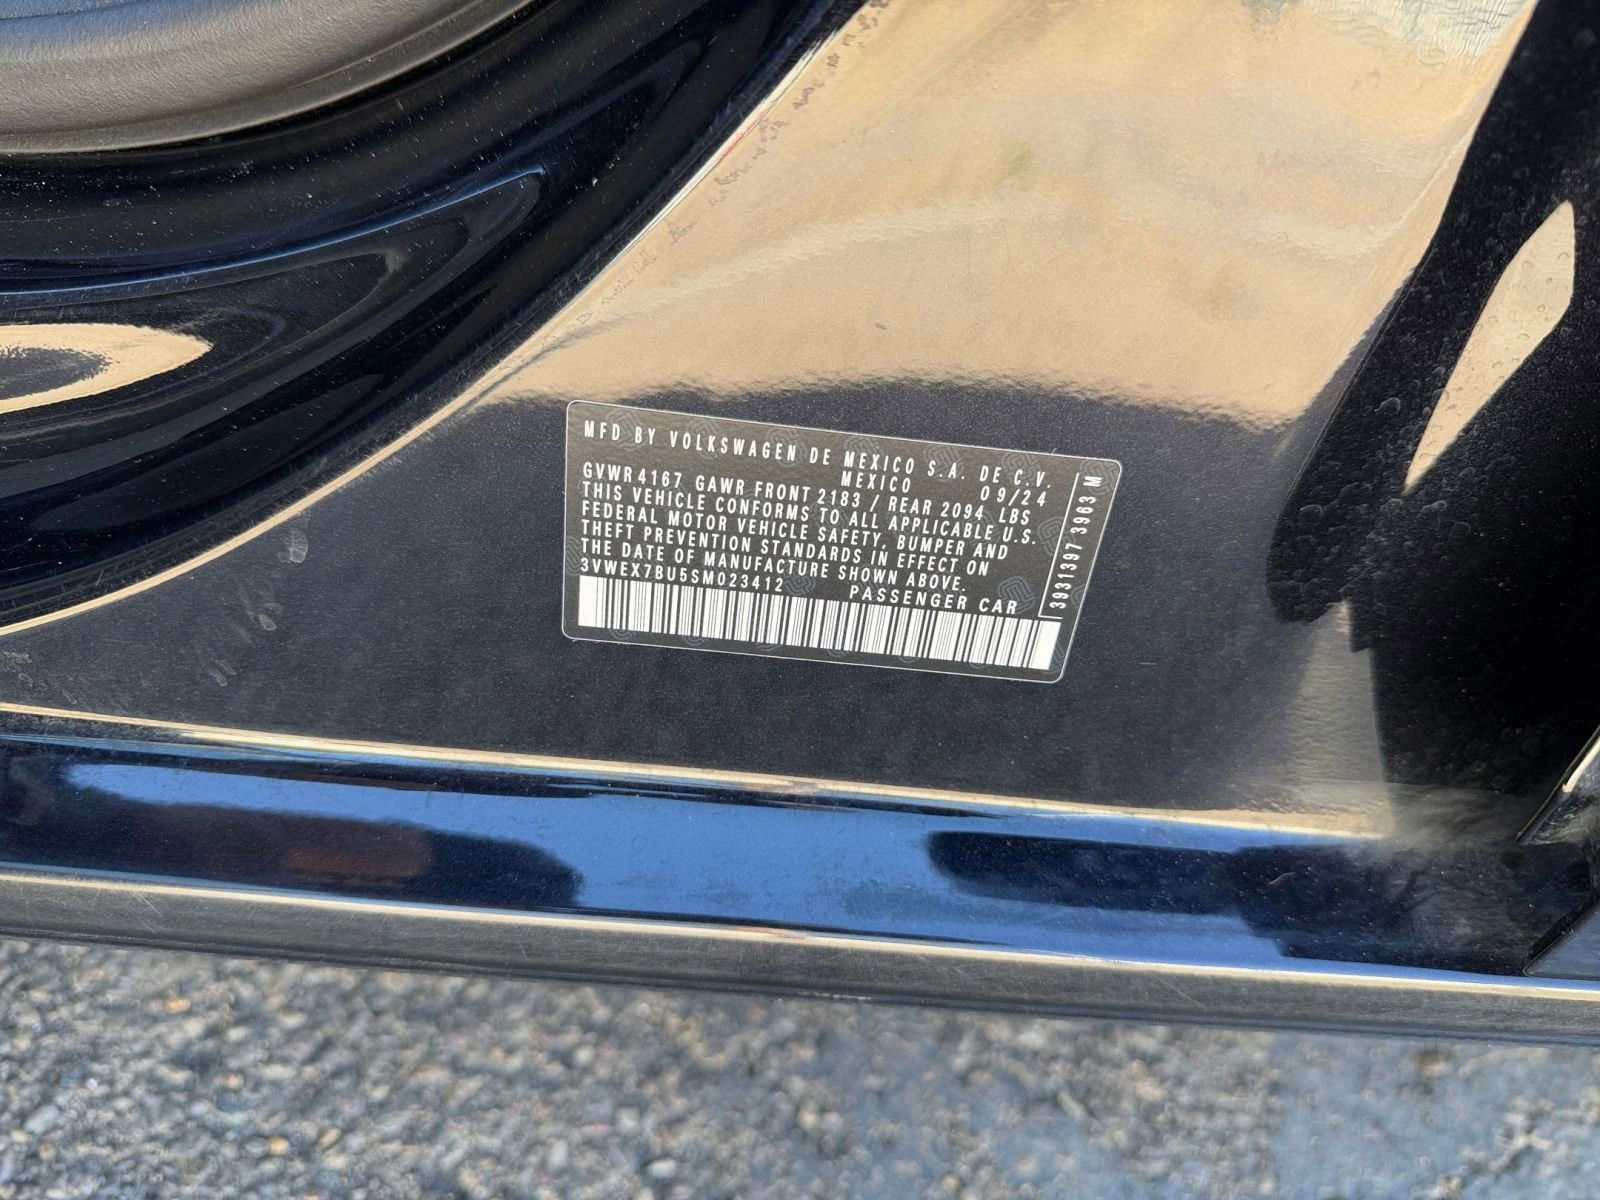 MFD BY VOLKSWAGEN DE MEXICO S.A. DE C.V.
MEXICO 09/24
GVWR 4167 GAWR FRONT 2183 / REAR 2094 LBS
THIS VEHICLE CONFORMS TO ALL APPLICABLE U.S.
FEDERAL MOTOR VEHICLE SAFETY, BUMPER AND
THEFT PREVENTION STANDARDS IN EFFECT ON
THE DATE OF MANUFACTURE SHOWN ABOVE.
3VWEX7BU5SM023412 PASSENGER CAR
3931397 3963 M